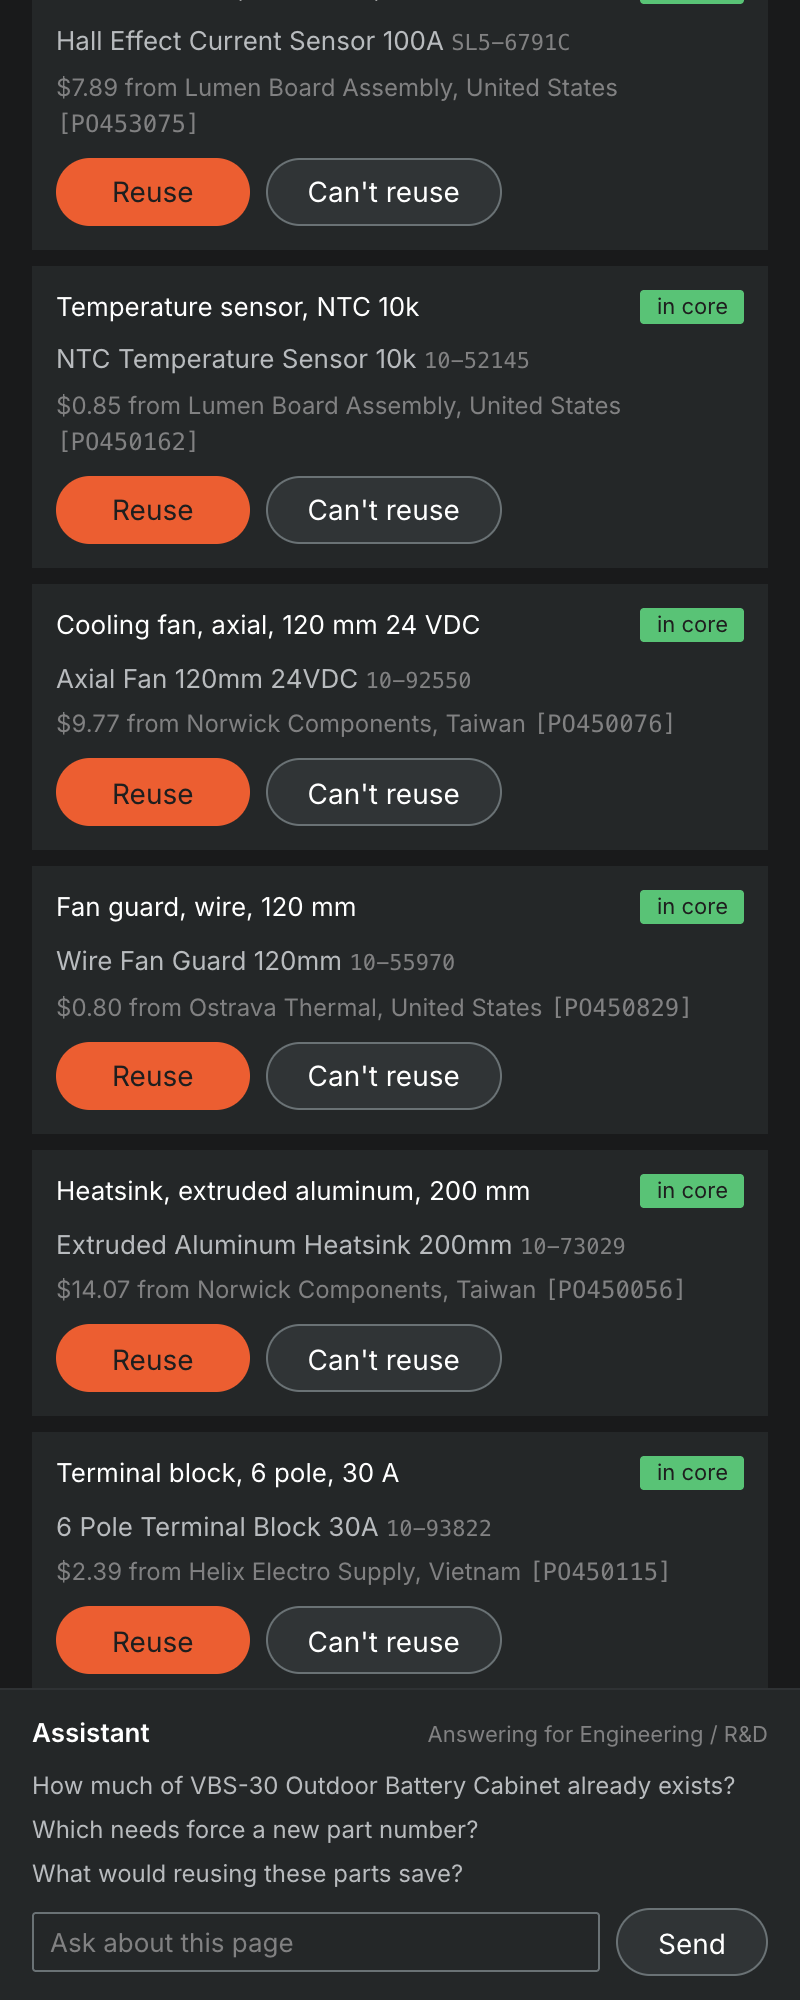 Hall Effect Current Sensor 100A SL5-6791C
$7.89 from Lumen Board Assembly, United States
[PO453075]
Reuse Can't reuse
Temperature sensor, NTC 10k in core
NTC Temperature Sensor 10k 10-52145
$0.85 from Lumen Board Assembly, United States
[PO450162]
Reuse Can't reuse
Cooling fan, axial, 120 mm 24 VDC in core
Axial Fan 120mm 24VDC 10-92550
$9.77 from Norwick Components, Taiwan [PO450076]
Reuse Can't reuse
Fan guard, wire, 120 mm in core
Wire Fan Guard 120mm 10-55970
$0.80 from Ostrava Thermal, United States [PO450829]
Reuse Can't reuse
Heatsink, extruded aluminum, 200 mm in core
Extruded Aluminum Heatsink 200mm 10-73029
$14.07 from Norwick Components, Taiwan [PO450056]
Reuse Can't reuse
Terminal block, 6 pole, 30 A in core
6 Pole Terminal Block 30A 10-93822
$2.39 from Helix Electro Supply, Vietnam [PO450115]
Reuse Can't reuse
Assistant Answering for Engineering / R&D
How much of VBS-30 Outdoor Battery Cabinet already exists?
Which needs force a new part number?
What would reusing these parts save?
Ask about this page Send